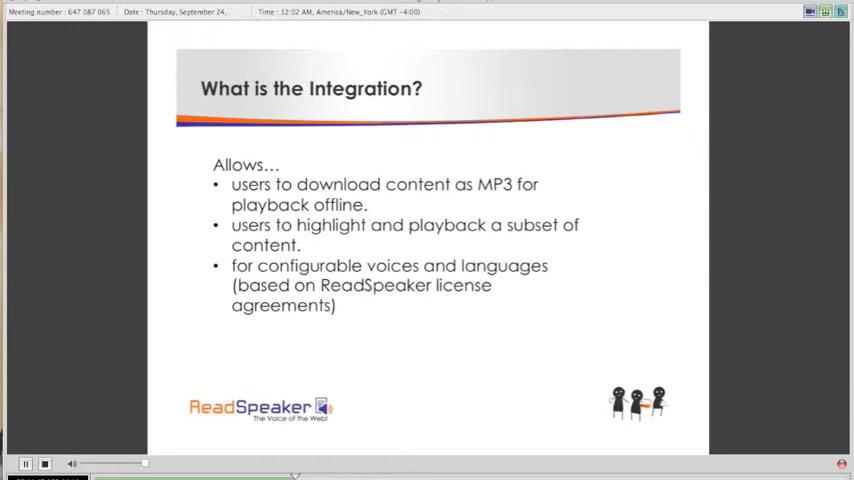 Meeting number: 647 087 065 Date: Thursday, September 24, Time: 12:02 AM, America/New_York (GMT -4:00)
What is the Integration?
Allows...
• users to download content as MP3 for
playback offline.
• users to highlight and playback a subset of
content.
• for configurable voices and languages
(based on ReadSpeaker license
agreements)
ReadSpeaker
The Voice of the Web!